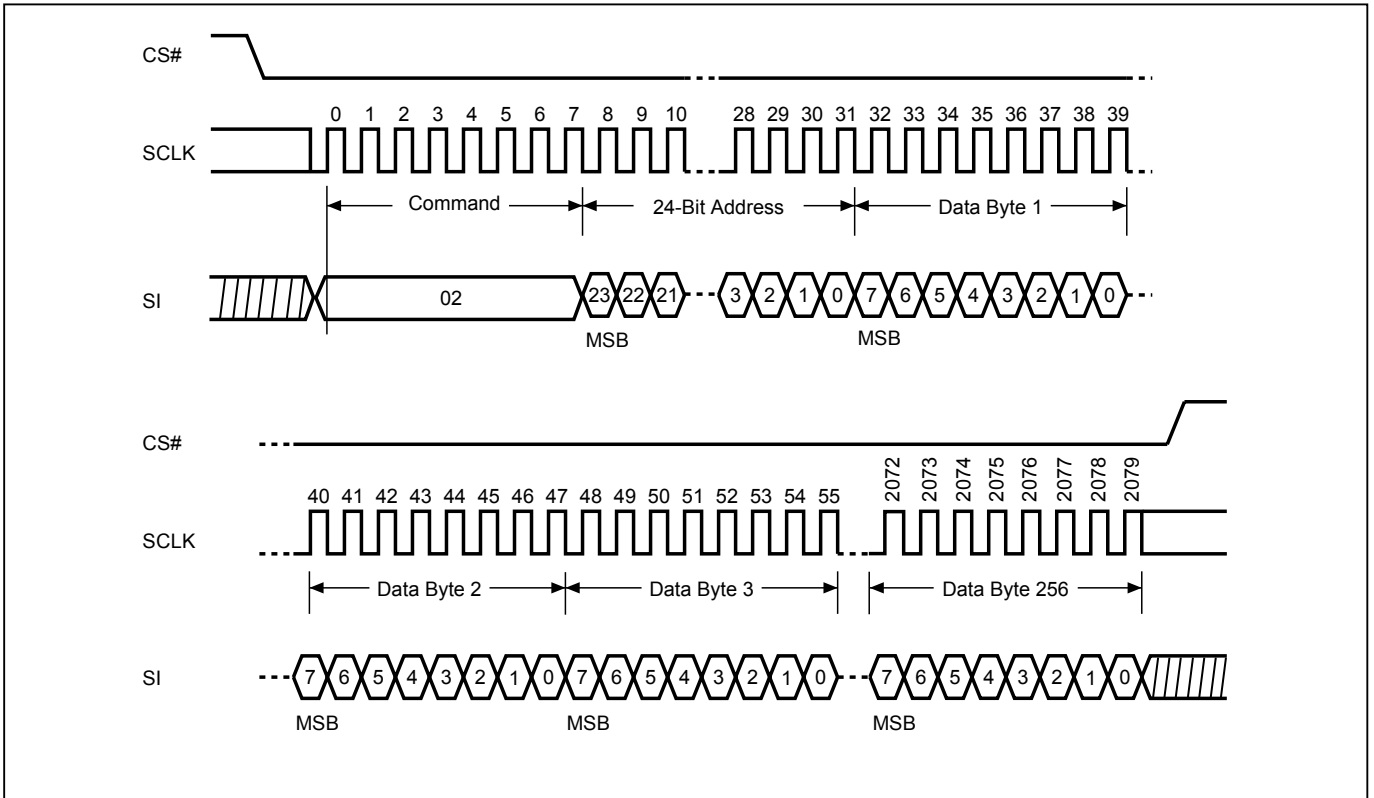 CS#
0 1 2 3 4 5 6 7 8 9 10 28 29 30 31 32 33 34 35 36 37 38 39
SCLK
Command 24-Bit Address Data Byte 1
SI 02 23 22 21 3 2 1 0 7 6 5 4 3 2 1 0
MSB MSB
CS#
2072 2073 2074 2075 2076 2077 2078 2079
40 41 42 43 44 45 46 47 48 49 50 51 52 53 54 55
SCLK
Data Byte 2 Data Byte 3 Data Byte 256
SI 7 6 5 4 3 2 1 0 7 6 5 4 3 2 1 0 7 6 5 4 3 2 1 0
MSB MSB MSB